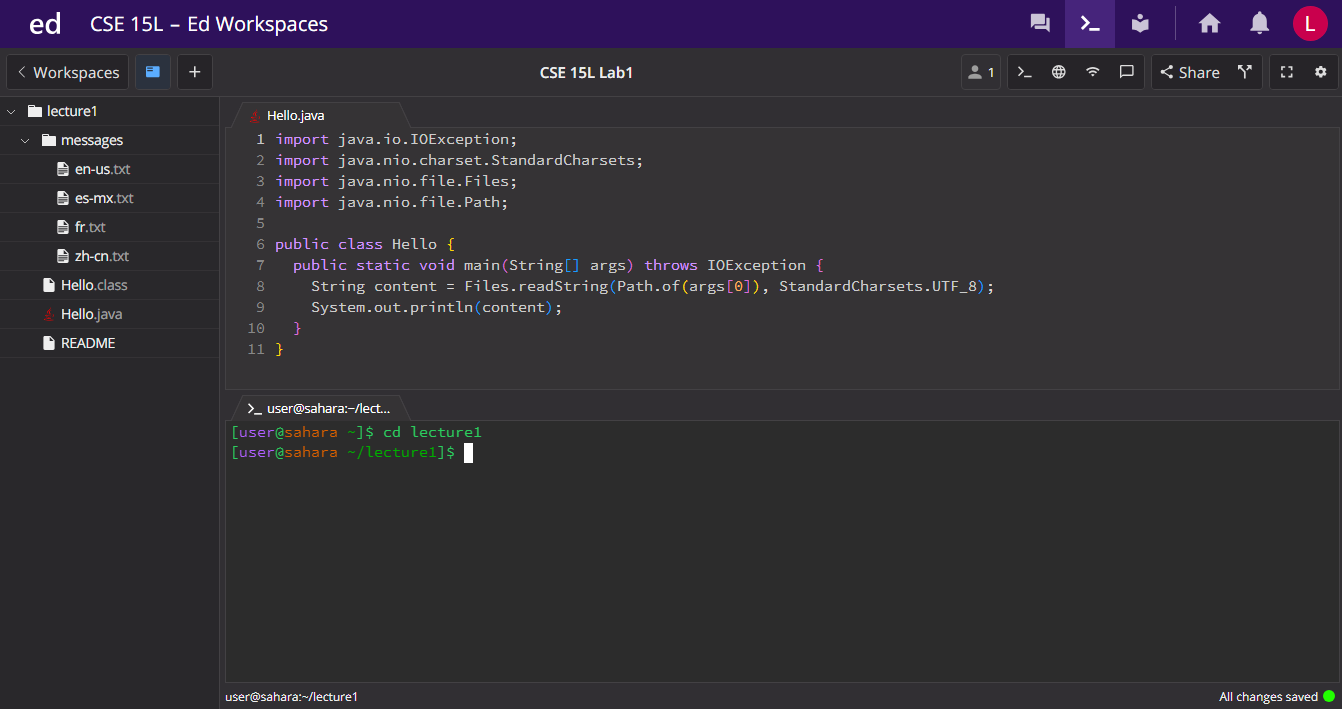 ed CSE 15L – Ed Workspaces L
Workspaces + CSE 15L Lab1 1 Share
lecture1
messages
en-us.txt
es-mx.txt
fr.txt
zh-cn.txt
Hello.class
Hello.java
README
Hello.java
1 import java.io.IOException;
2 import java.nio.charset.StandardCharsets;
3 import java.nio.file.Files;
4 import java.nio.file.Path;
5
6 public class Hello {
7   public static void main(String[] args) throws IOException {
8     String content = Files.readString(Path.of(args[0]), StandardCharsets.UTF_8);
9     System.out.println(content);
10   }
11 }
>_ user@sahara:~/lect...
[user@sahara ~]$ cd lecture1
[user@sahara ~/lecture1]$
user@sahara:~/lecture1 All changes saved